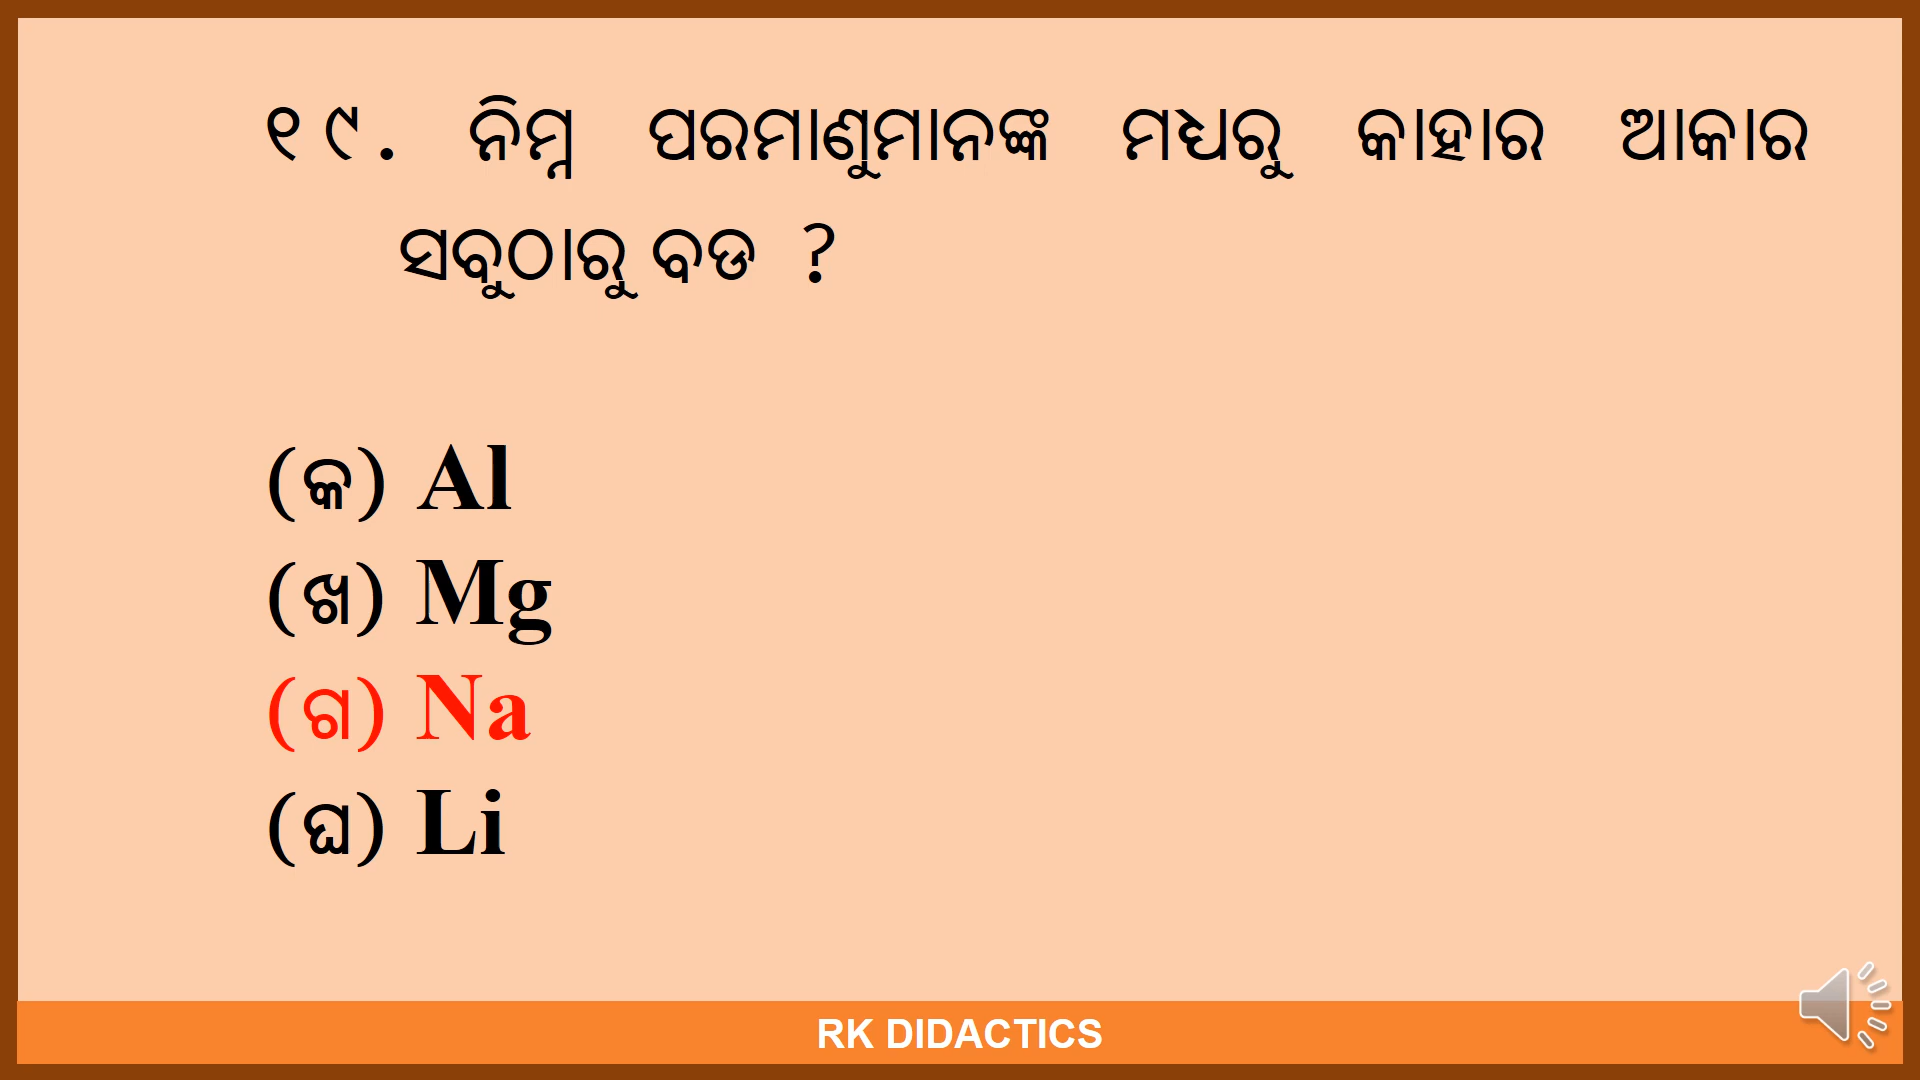 ୧୯. ନିମ୍ନ ପରମାଣୁମାନଙ୍କ ମଧ୍ୟରୁ କାହାର ଆକାର
ସବୁଠାରୁ ବଡ ?
(କ) Al
(ଖ) Mg
(ଗ) Na
(ଘ) Li
RK DIDACTICS